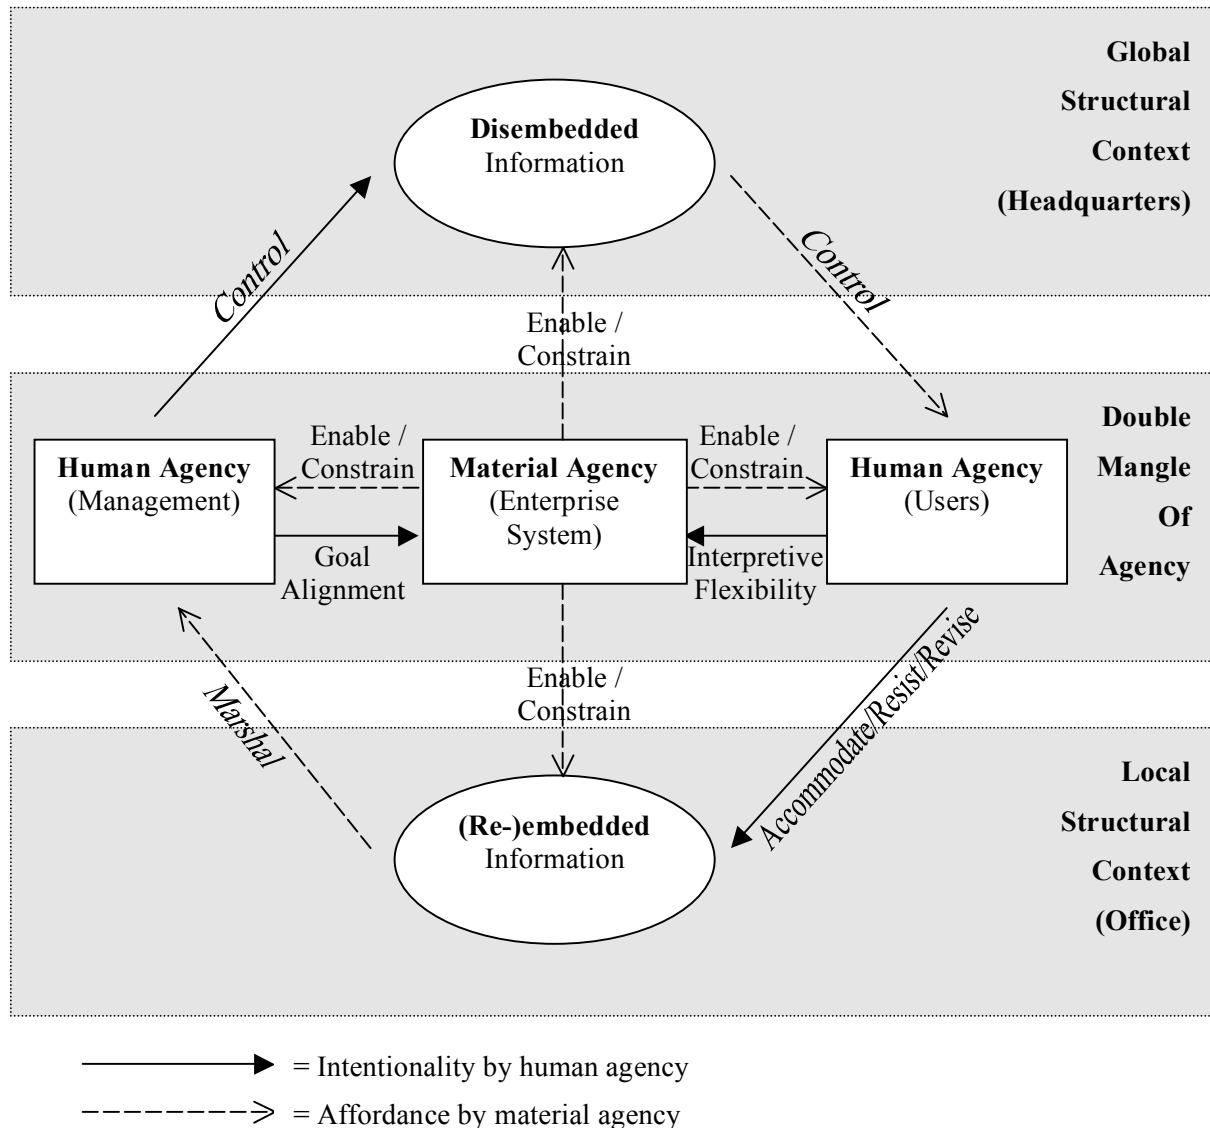 Global
Structural
Context
(Headquarters)
Disembedded
Information
Control
Control
Enable /
Constrain
Double
Mangle
Of
Agency
Human Agency
(Management)
Enable /
Constrain
Goal
Alignment
Material Agency
(Enterprise
System)
Enable /
Constrain
Interpretive
Flexibility
Human Agency
(Users)
Enable /
Constrain
Marshal
Accommodate/Resist/Revise
Local
Structural
Context
(Office)
(Re-)embedded
Information
= Intentionality by human agency
= Affordance by material agency